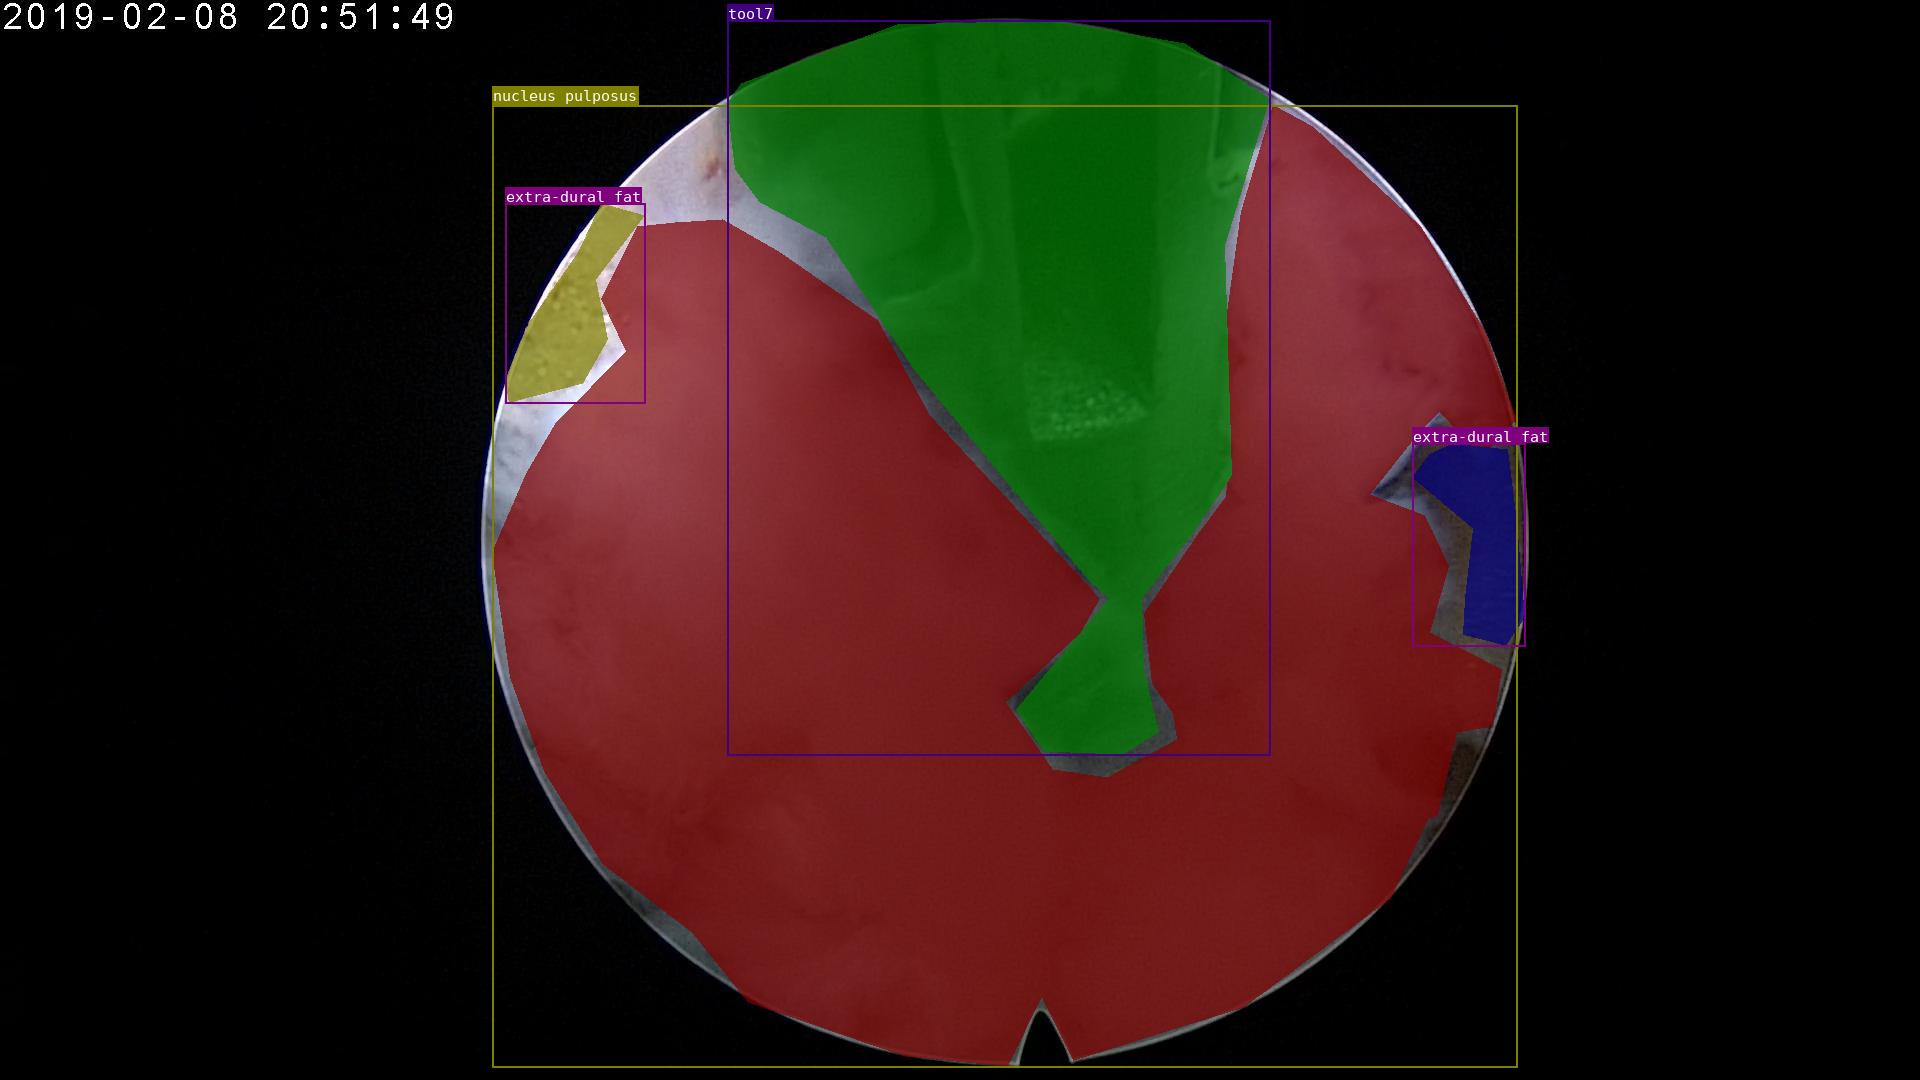 2019-02-08 20:51:49
tool7
nucleus pulposus
extra-dural fat
extra-dural fat